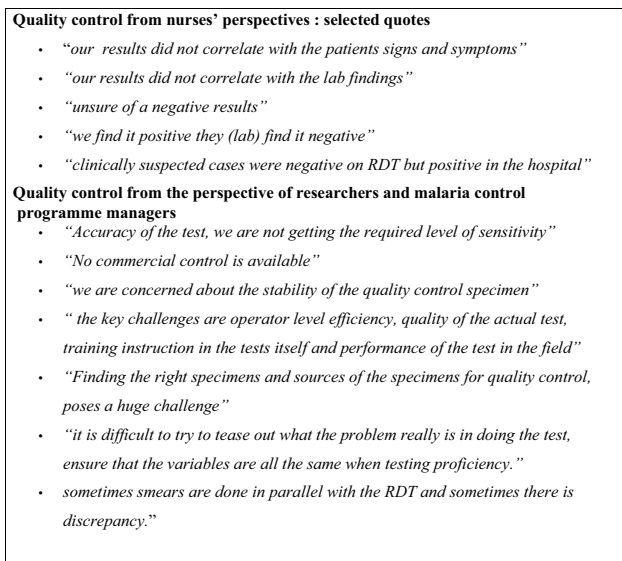 Quality control from nurses’ perspectives : selected quotes
• “our results did not correlate with the patients signs and symptoms”
• “our results did not correlate with the lab findings”
• “unsure of a negative results”
• “we find it positive they (lab) find it negative”
• “clinically suspected cases were negative on RDT but positive in the hospital”
Quality control from the perspective of researchers and malaria control
programme managers
• “Accuracy of the test, we are not getting the required level of sensitivity”
• “No commercial control is available”
• “we are concerned about the stability of the quality control specimen”
• “ the key challenges are operator level efficiency, quality of the actual test,
training instruction in the tests itself and performance of the test in the field”
• “Finding the right specimens and sources of the specimens for quality control,
poses a huge challenge”
• “it is difficult to try to tease out what the problem really is in doing the test,
ensure that the variables are all the same when testing proficiency.”
• sometimes smears are done in parallel with the RDT and sometimes there is
discrepancy.”